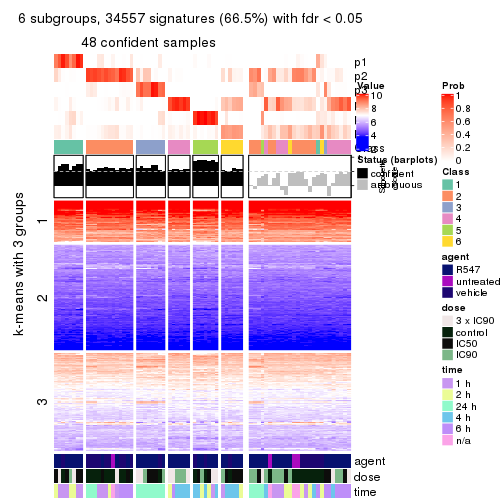 6 subgroups, 34557 signatures (66.5%) with fdr < 0.05
48 confident samples
p1
p2
Value
10
8
6
4
Class
Status (barplots)
confident
ambiguous
k-means with 3 groups
1
2
3
agent
dose
time
Prob
1
0.8
0.6
0.4
0.2
0
Class
1
2
3
4
5
6
agent
R547
untreated
vehicle
dose
3 x IC90
control
IC50
IC90
time
1 h
2 h
24 h
4 h
6 h
n/a